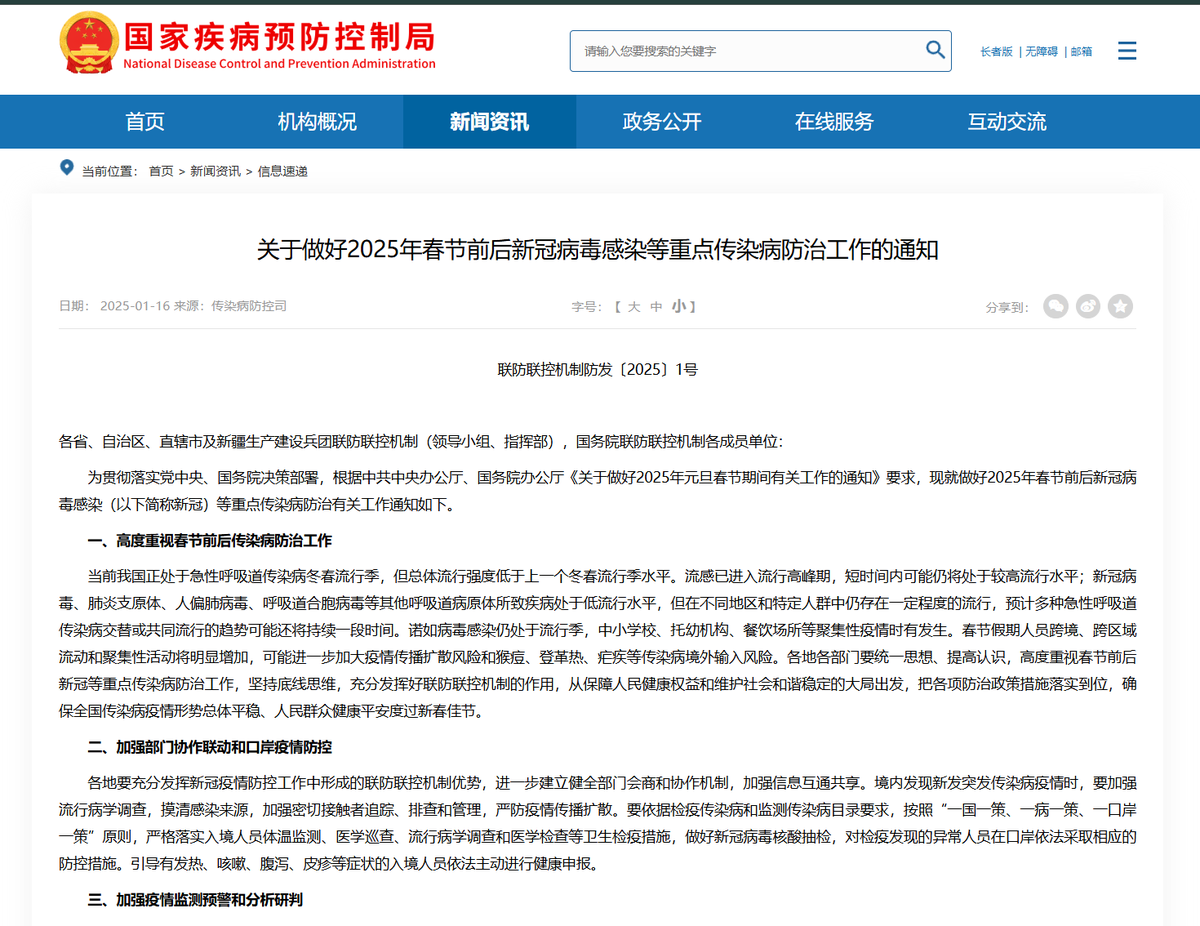 国家疾病预防控制局
National Disease Control and Prevention Administration
请输入您要搜索的关键字
长者版 | 无障碍 | 邮箱
首页 机构概况 新闻资讯 政务公开 在线服务 互动交流
当前位置： 首页 > 新闻资讯 > 信息速递
关于做好2025年春节前后新冠病毒感染等重点传染病防治工作的通知
日期： 2025-01-16 来源：传染病防控司 字号：【 大 中 小 】 分享到：
联防联控机制防发〔2025〕1号
各省、自治区、直辖市及新疆生产建设兵团联防联控机制（领导小组、指挥部），国务院联防联控机制各成员单位：
为贯彻落实党中央、国务院决策部署，根据中共中央办公厅、国务院办公厅《关于做好2025年元旦春节期间有关工作的通知》要求，现就做好2025年春节前后新冠病
毒感染（以下简称新冠）等重点传染病防治有关工作通知如下。
一、高度重视春节前后传染病防治工作
当前我国正处于急性呼吸道传染病冬春流行季，但总体流行强度低于上一个冬春流行季水平。流感已进入流行高峰期，短时间内可能仍将处于较高流行水平；新冠病
毒、肺炎支原体、人偏肺病毒、呼吸道合胞病毒等其他呼吸道病原体所致疾病处于低流行水平，但在不同地区和特定人群中仍存在一定程度的流行，预计多种急性呼吸道
传染病交替或共同流行的趋势可能还将持续一段时间。诺如病毒感染仍处于流行季，中小学校、托幼机构、餐饮场所等聚集性疫情时有发生。春节假期人员跨境、跨区域
流动和聚集性活动将明显增加，可能进一步加大疫情传播扩散风险和猴痘、登革热、疟疾等传染病境外输入风险。各地各部门要统一思想、提高认识，高度重视春节前后
新冠等重点传染病防治工作，坚持底线思维，充分发挥好联防联控机制的作用，从保障人民健康权益和维护社会和谐稳定的大局出发，把各项防治政策措施落实到位，确
保全国传染病疫情形势总体平稳、人民群众健康平安度过新春佳节。
二、加强部门协作联动和口岸疫情防控
各地要充分发挥新冠疫情防控工作中形成的联防联控机制优势，进一步建立健全部门会商和协作机制，加强信息互通共享。境内发现新发突发传染病疫情时，要加强
流行病学调查，摸清感染来源，加强密切接触者追踪、排查和管理，严防疫情传播扩散。要依据检疫传染病和监测传染病目录要求，按照“一国一策、一病一策、一口岸
一策”原则，严格落实入境人员体温监测、医学巡查、流行病学调查和医学检查等卫生检疫措施，做好新冠病毒核酸抽检，对检疫发现的异常人员在口岸依法采取相应的
防控措施。引导有发热、咳嗽、腹泻、皮疹等症状的入境人员依法主动进行健康申报。
三、加强疫情监测预警和分析研判